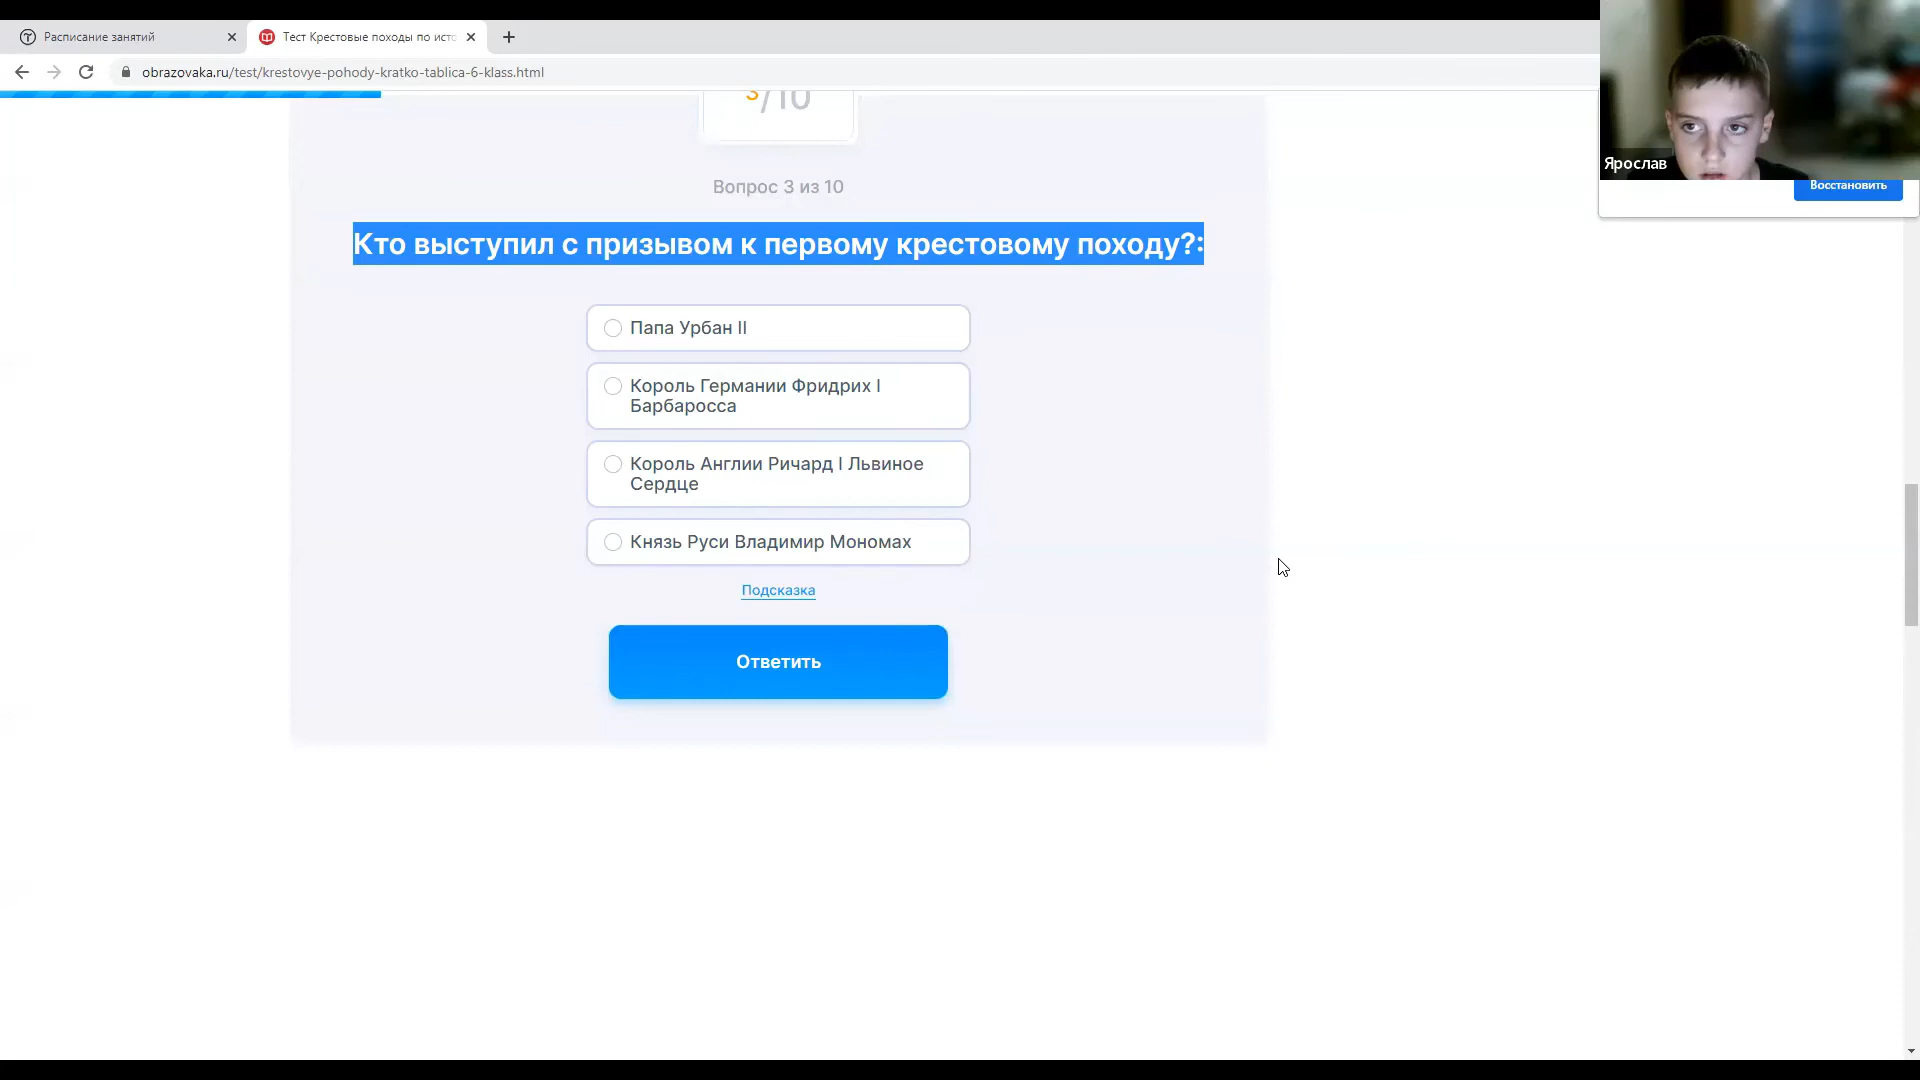 Расписание занятий
Тест Крестовые походы по исто
obrazovaka.ru/test/krestovye-pohody-kratko-tablica-6-klass.html
3/10
Ярослав
Восстановить
Вопрос 3 из 10
Кто выступил с призывом к первому крестовому походу?:
Папа Урбан II
Король Германии Фридрих I
Барбаросса
Король Англии Ричард I Львиное
Сердце
Князь Руси Владимир Мономах
Подсказка
Ответить